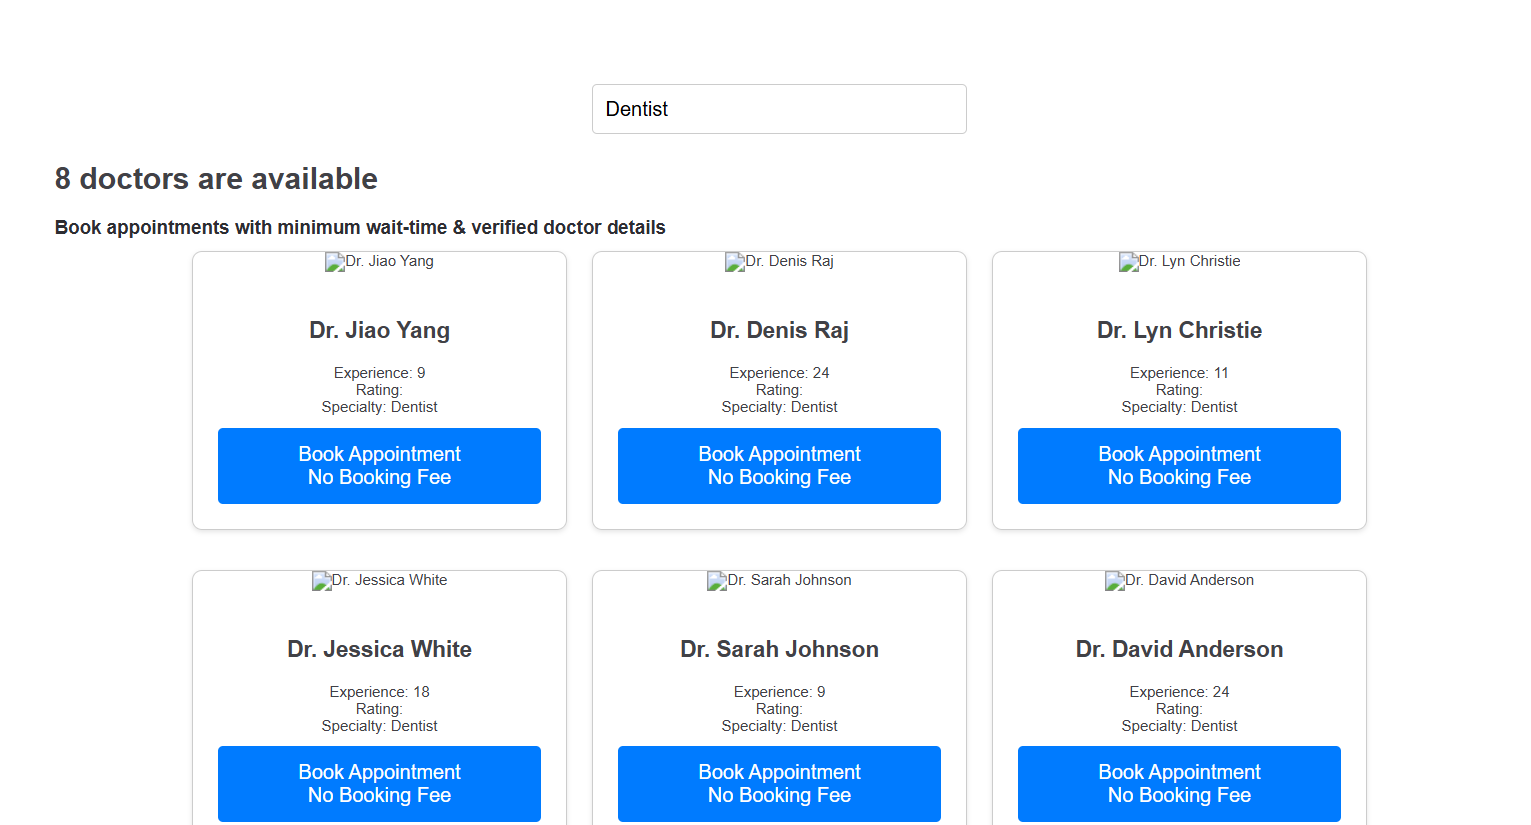 Dentist
8 doctors are available
Book appointments with minimum wait-time & verified doctor details
Dr. Jiao Yang
Dr. Jiao Yang
Experience: 9
Rating:
Specialty: Dentist
Book Appointment
No Booking Fee
Dr. Denis Raj
Dr. Denis Raj
Experience: 24
Rating:
Specialty: Dentist
Book Appointment
No Booking Fee
Dr. Lyn Christie
Dr. Lyn Christie
Experience: 11
Rating:
Specialty: Dentist
Book Appointment
No Booking Fee
Dr. Jessica White
Dr. Jessica White
Experience: 18
Rating:
Specialty: Dentist
Book Appointment
No Booking Fee
Dr. Sarah Johnson
Dr. Sarah Johnson
Experience: 9
Rating:
Specialty: Dentist
Book Appointment
No Booking Fee
Dr. David Anderson
Dr. David Anderson
Experience: 24
Rating:
Specialty: Dentist
Book Appointment
No Booking Fee